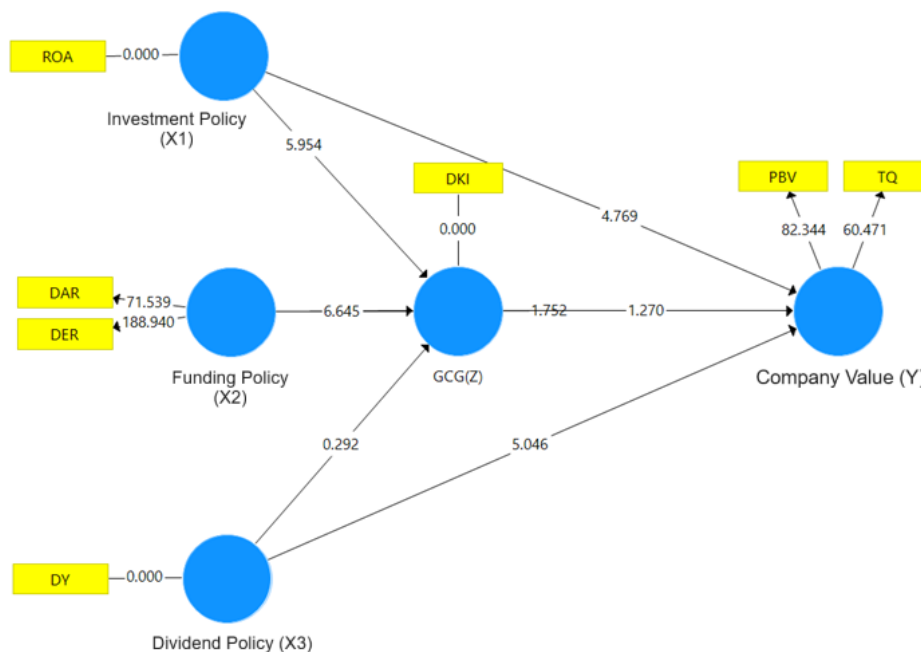 ROA
0.000
Investment Policy
(X1)
5.954
DKI
0.000
4.769
PBV
TQ
82.344
60.471
DAR
71.539
DER
188.940
6.645
1.752
1.270
Funding Policy
(X2)
GCG(Z)
Company Value (Y)
0.292
5.046
DY
0.000
Dividend Policy (X3)